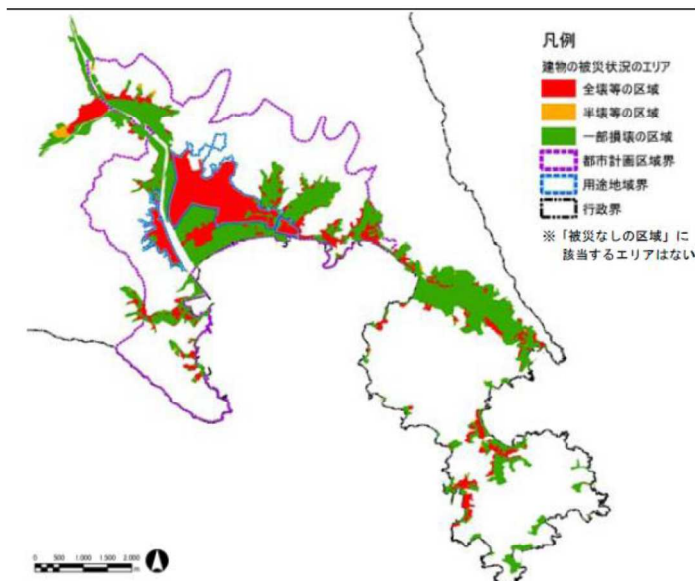 凡例
建物の被災状況のエリア
全壊等の区域
半壊等の区域
一部損壊の区域
都市計画区域界
用途地域界
行政界
※「被災なしの区域」に
該当するエリアはない
0 500 1.000 1.500 2.000
m